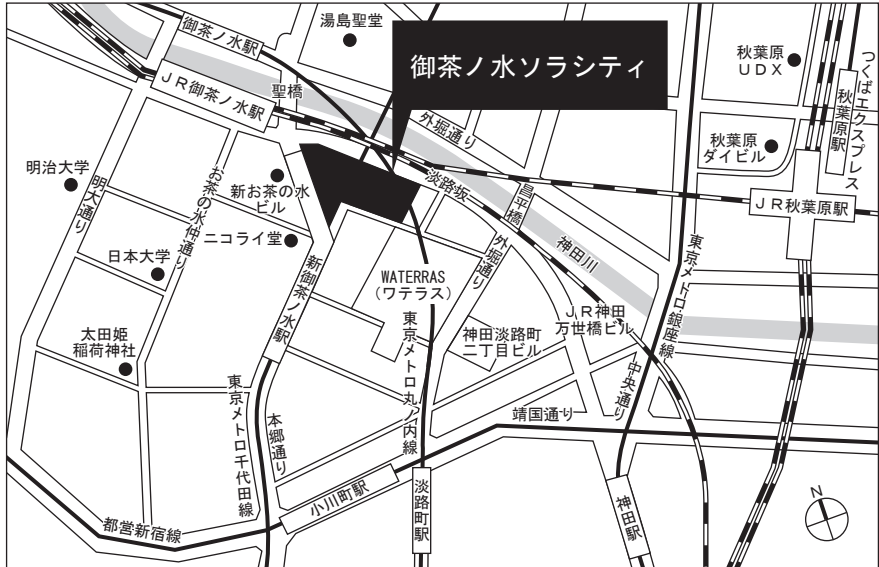 御茶ノ水駅
湯島聖堂
御茶ノ水ソラシティ
秋葉原
ＵＤＸ
つくばエクスプレス
秋葉原駅
ＪＲ御茶ノ水駅
聖橋
外堀通り
秋葉原
ダイビル
明治大学
明大通り
お茶の水仲通り
新お茶の水
ビル
淡路坂
昌平橋
ＪＲ秋葉原駅
日本大学
ニコライ堂
新御茶ノ水駅
WATERRAS
（ワテラス）
外堀通り
神田川
東京メトロ銀座線
太田姫
稲荷神社
東京メトロ丸ノ内線
神田淡路町
二丁目ビル
ＪＲ神田
万世橋ビル
中央通り
東京メトロ千代田線
本郷通り
靖国通り
都営新宿線
小川町駅
淡路町駅
神田駅
N